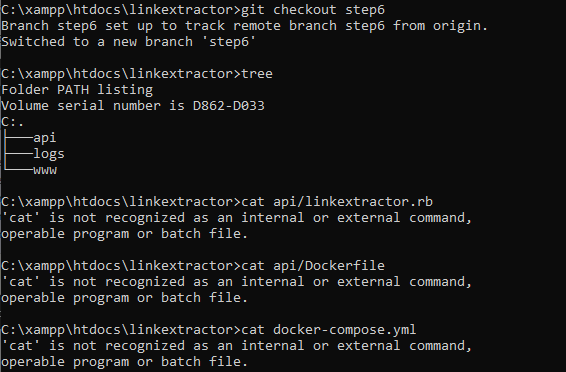 C:\xampp\htdocs\linkextractor>git checkout step6
Branch step6 set up to track remote branch step6 from origin.
Switched to a new branch 'step6'
C:\xampp\htdocs\linkextractor>tree
Folder PATH listing
Volume serial number is D862-D033
C:.
├───api
├───logs
└───www
C:\xampp\htdocs\linkextractor>cat api/linkextractor.rb
'cat' is not recognized as an internal or external command,
operable program or batch file.
C:\xampp\htdocs\linkextractor>cat api/Dockerfile
'cat' is not recognized as an internal or external command,
operable program or batch file.
C:\xampp\htdocs\linkextractor>cat docker-compose.yml
'cat' is not recognized as an internal or external command,
operable program or batch file.